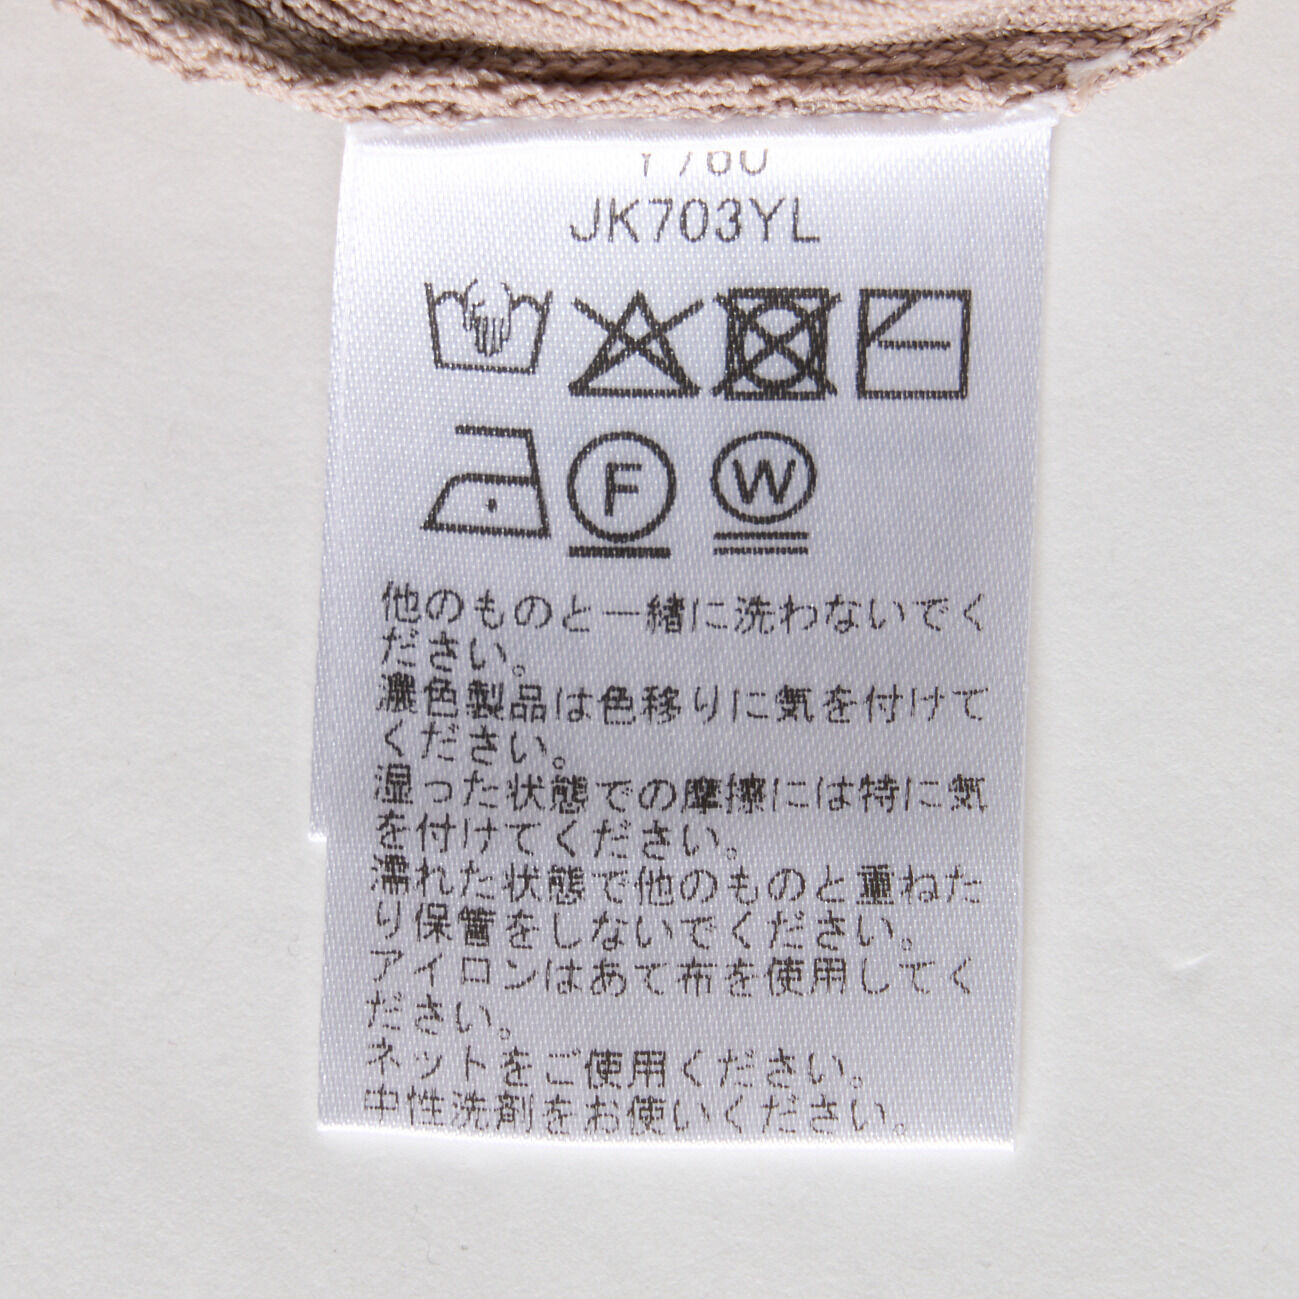 JK703YL
F
W
他のものと一緒に洗わないでく
ださい。
濃色製品は色移りに気を付けて
ください。
湿った状態での摩擦には特に気
を付けてください。
濡れた状態で他のものと重ねた
り保管をしないでください。
アイロンはあて布を使用してく
ださい。
ネットをご使用ください。
中性洗剤をお使いください。